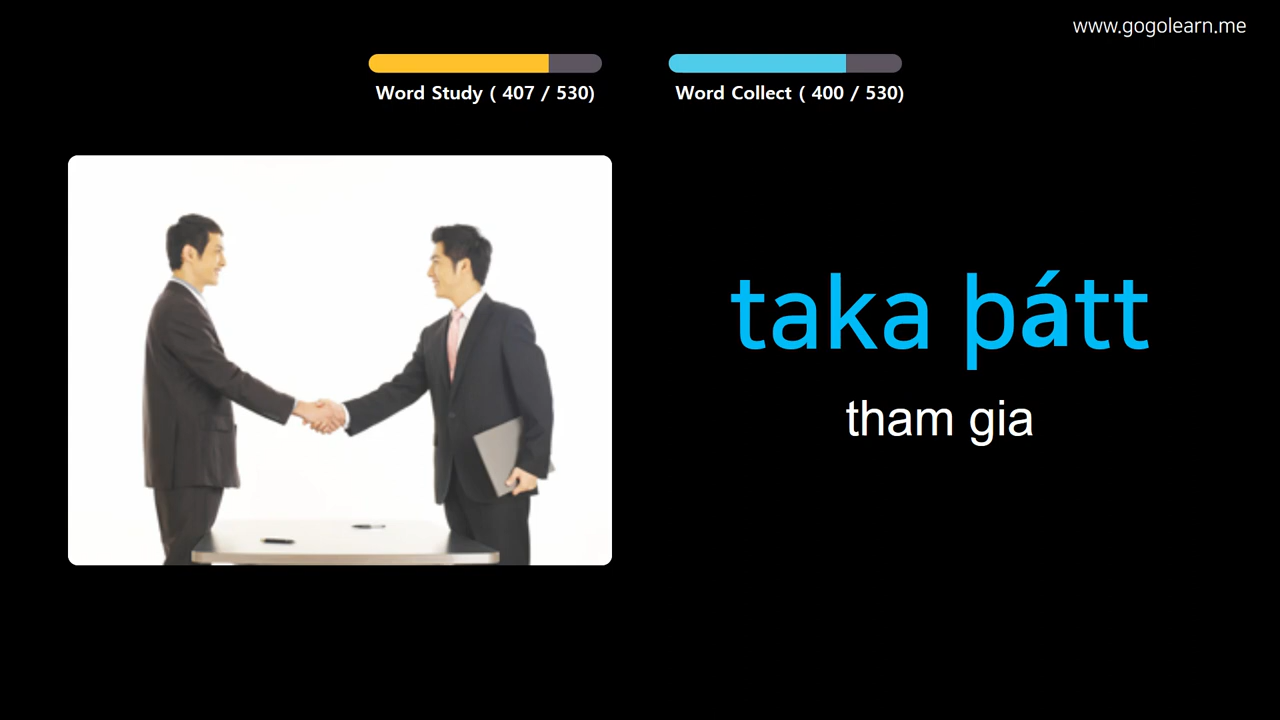 www.gogolearn.me
Word Study ( 407 / 530)
Word Collect ( 400 / 530)
taka þátt
tham gia